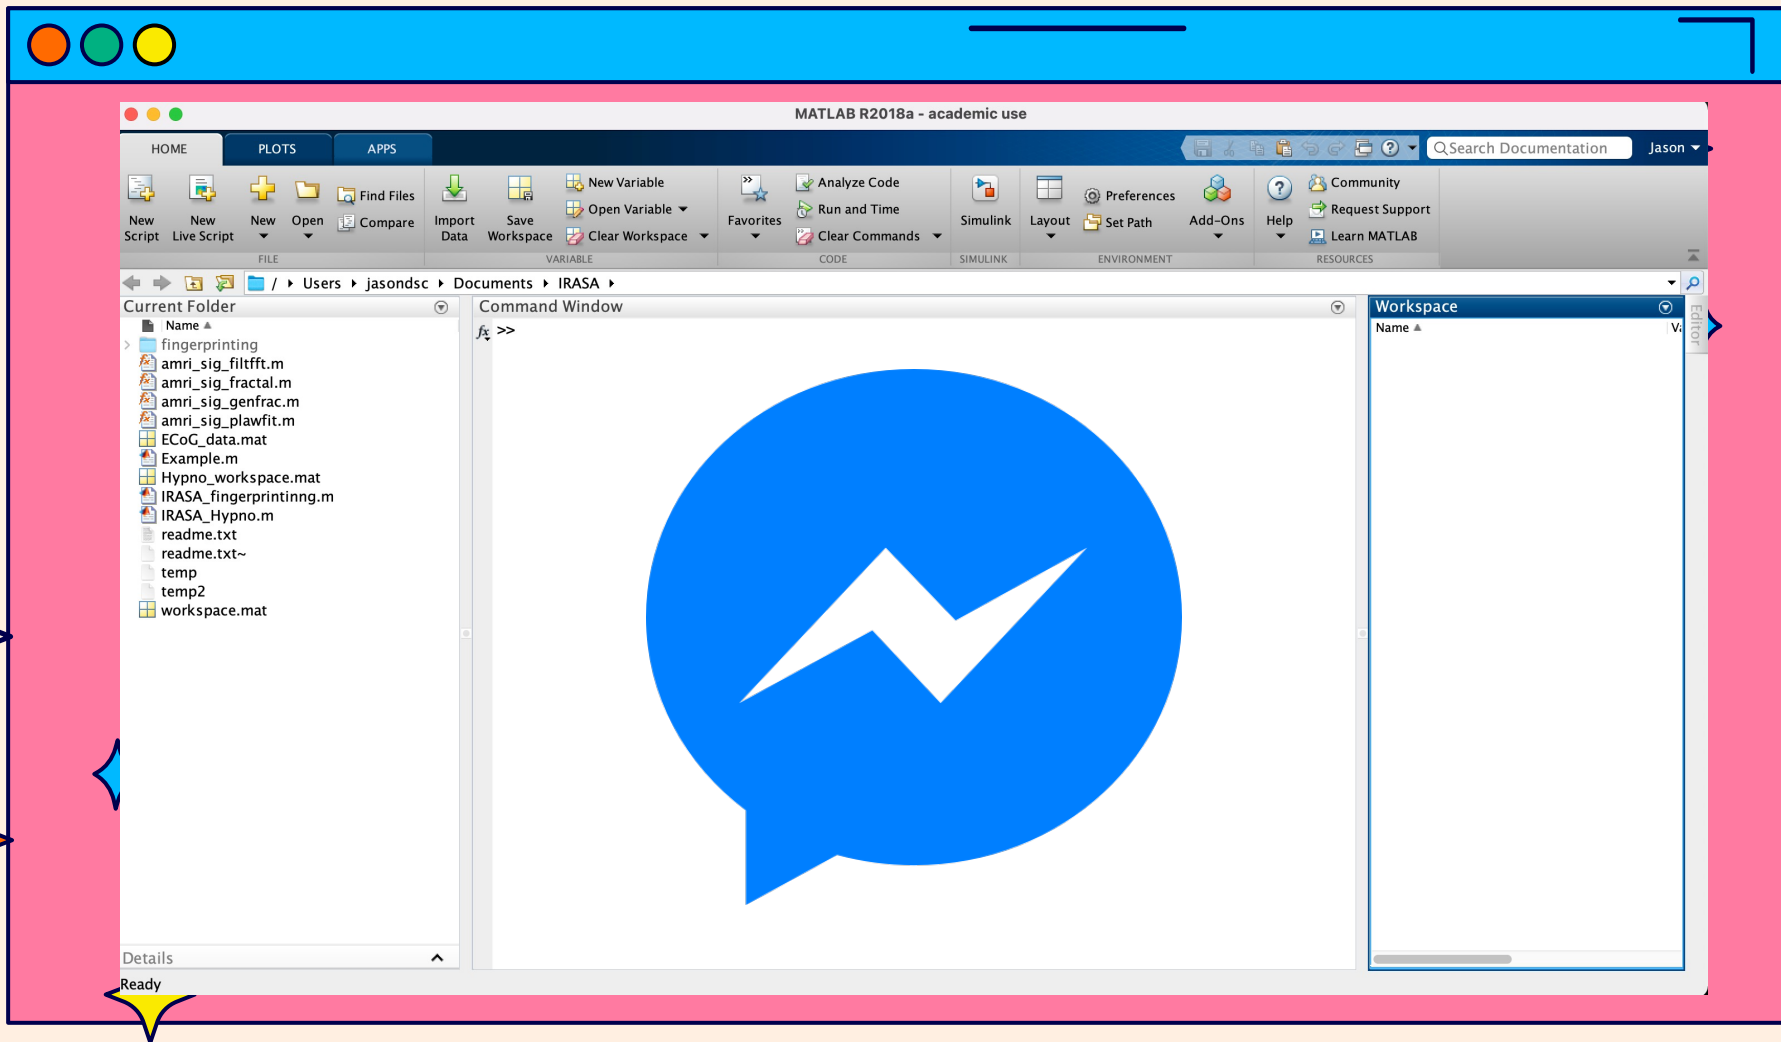 MATLAB R2018a - academic use
HOME PLOTS APPS
Search Documentation Jason
New Script
New Live Script
New
Open
Find Files
Compare
Import Data
Save Workspace
New Variable
Open Variable
Clear Workspace
Favorites
Analyze Code
Run and Time
Clear Commands
Simulink
Layout
Preferences
Set Path
Add-Ons
Help
Community
Request Support
Learn MATLAB
FILE VARIABLE CODE SIMULINK ENVIRONMENT RESOURCES
/ Users jasondsc Documents IRASA
Current Folder
Name
fingerprinting
amri_sig_filtfft.m
amri_sig_fractal.m
amri_sig_genfrac.m
amri_sig_plawfit.m
ECoG_data.mat
Example.m
Hypno_workspace.mat
IRASA_fingerprintinng.m
IRASA_Hypno.m
readme.txt
readme.txt~
temp
temp2
workspace.mat
Details
Ready
Command Window
fx >>
Workspace
Name
Editor